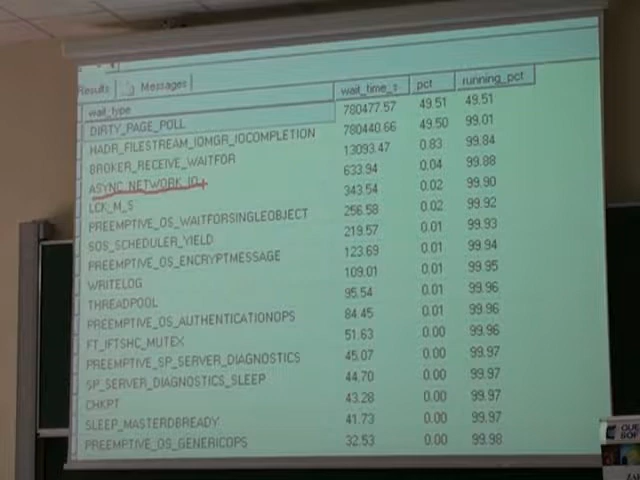 Results Messages
wait_type wait_time_s pct running_pct
DIRTY_PAGE_POLL 780477.57 49.51 49.51
HADR_FILESTREAM_IOMGR_IOCOMPLETION 780440.66 49.50 99.01
BROKER_RECEIVE_WAITFOR 13093.47 0.83 99.84
ASYNC_NETWORK_IO 633.94 0.04 99.88
LCK_M_S 343.54 0.02 99.90
PREEMPTIVE_OS_WAITFORSINGLEOBJECT 256.58 0.02 99.92
SOS_SCHEDULER_YIELD 219.57 0.01 99.93
PREEMPTIVE_OS_ENCRYPTMESSAGE 123.69 0.01 99.94
WRITELOG 109.01 0.01 99.95
THREADPOOL 95.54 0.01 99.96
PREEMPTIVE_OS_AUTHENTICATIONOPS 84.45 0.01 99.96
FT_IFTSHC_MUTEX 51.63 0.00 99.96
PREEMPTIVE_SP_SERVER_DIAGNOSTICS 45.07 0.00 99.97
SP_SERVER_DIAGNOSTICS_SLEEP 44.70 0.00 99.97
CHKPT 43.28 0.00 99.97
SLEEP_MASTERDBREADY 41.73 0.00 99.97
PREEMPTIVE_OS_GENERICOPS 32.53 0.00 99.98